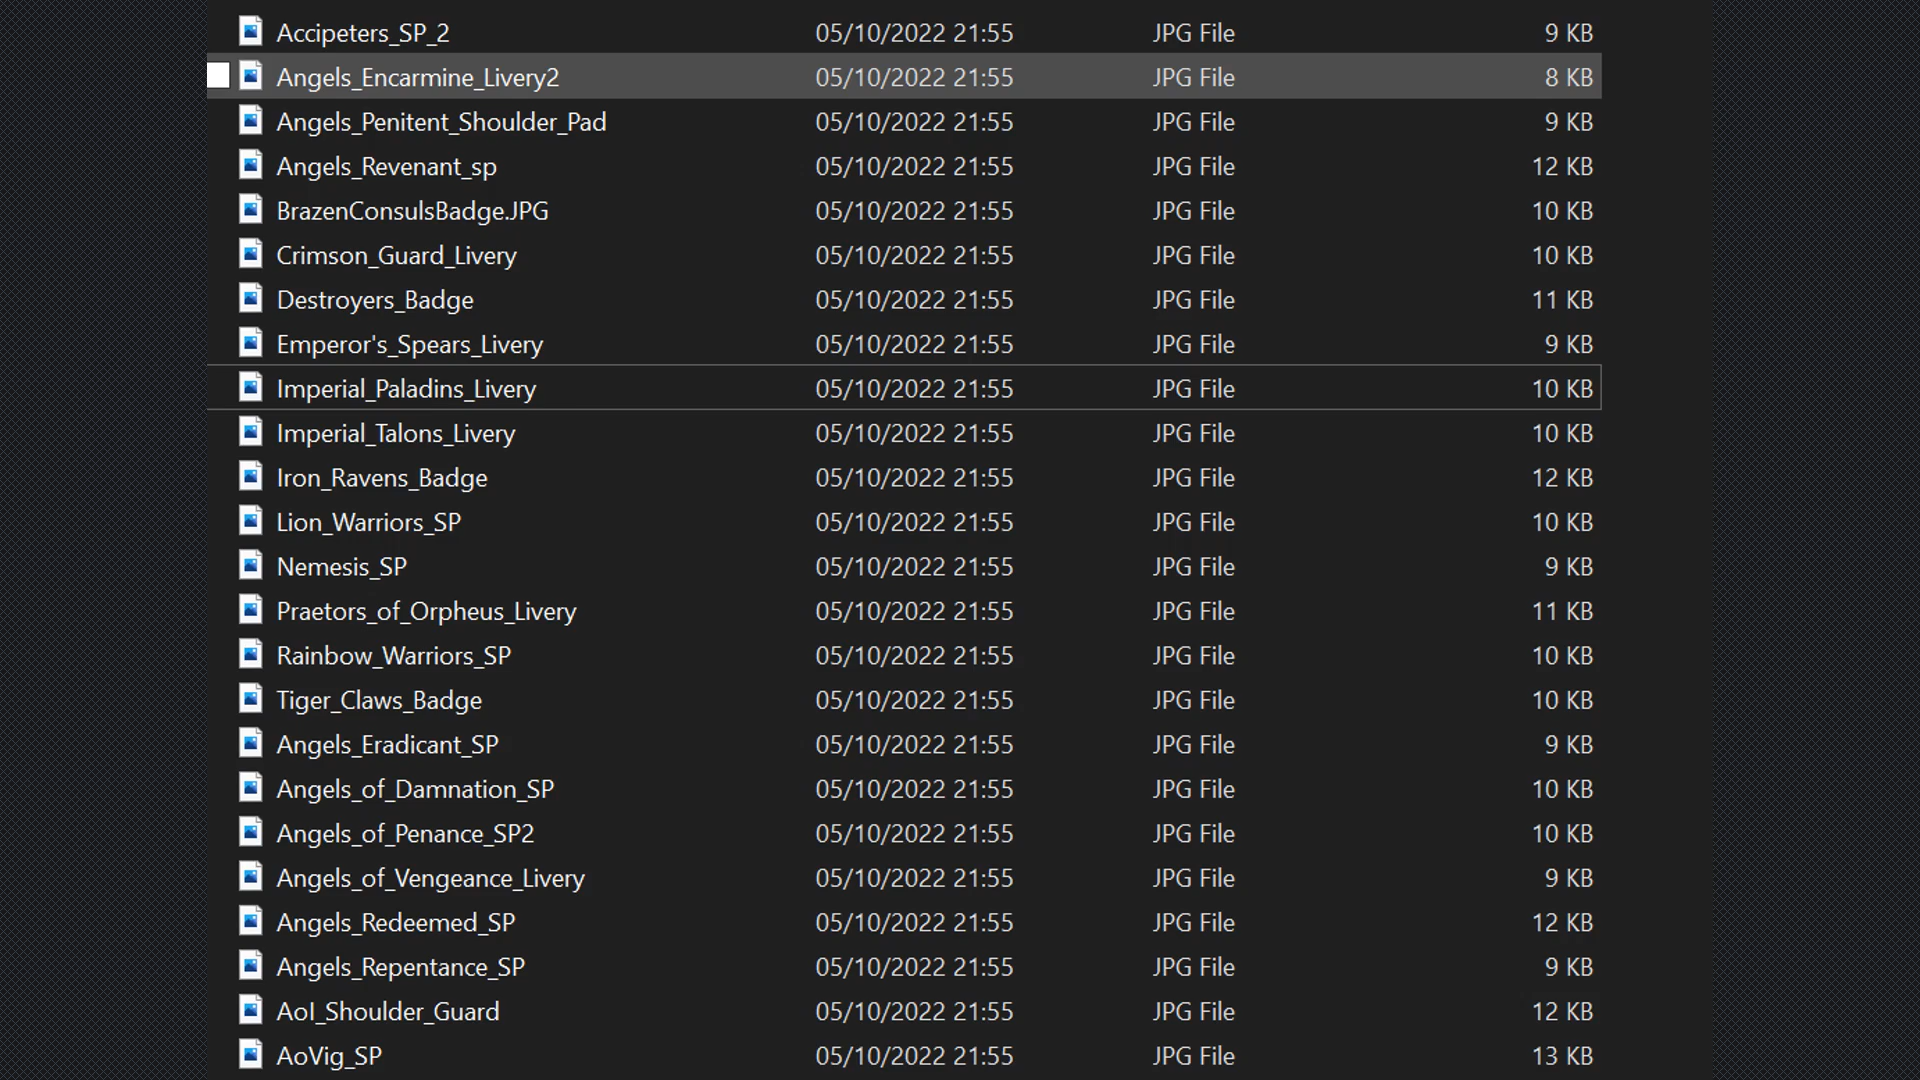 Accipeters_SP_2 05/10/2022 21:55 JPG File 9 KB
Angels_Encarmine_Livery2 05/10/2022 21:55 JPG File 8 KB
Angels_Penitent_Shoulder_Pad 05/10/2022 21:55 JPG File 9 KB
Angels_Revenant_sp 05/10/2022 21:55 JPG File 12 KB
BrazenConsulsBadge.JPG 05/10/2022 21:55 JPG File 10 KB
Crimson_Guard_Livery 05/10/2022 21:55 JPG File 10 KB
Destroyers_Badge 05/10/2022 21:55 JPG File 11 KB
Emperor's_Spears_Livery 05/10/2022 21:55 JPG File 9 KB
Imperial_Paladins_Livery 05/10/2022 21:55 JPG File 10 KB
Imperial_Talons_Livery 05/10/2022 21:55 JPG File 10 KB
Iron_Ravens_Badge 05/10/2022 21:55 JPG File 12 KB
Lion_Warriors_SP 05/10/2022 21:55 JPG File 10 KB
Nemesis_SP 05/10/2022 21:55 JPG File 9 KB
Praetors_of_Orpheus_Livery 05/10/2022 21:55 JPG File 11 KB
Rainbow_Warriors_SP 05/10/2022 21:55 JPG File 10 KB
Tiger_Claws_Badge 05/10/2022 21:55 JPG File 10 KB
Angels_Eradicant_SP 05/10/2022 21:55 JPG File 9 KB
Angels_of_Damnation_SP 05/10/2022 21:55 JPG File 10 KB
Angels_of_Penance_SP2 05/10/2022 21:55 JPG File 10 KB
Angels_of_Vengeance_Livery 05/10/2022 21:55 JPG File 9 KB
Angels_Redeemed_SP 05/10/2022 21:55 JPG File 12 KB
Angels_Repentance_SP 05/10/2022 21:55 JPG File 9 KB
AoI_Shoulder_Guard 05/10/2022 21:55 JPG File 12 KB
AoVig_SP 05/10/2022 21:55 JPG File 13 KB